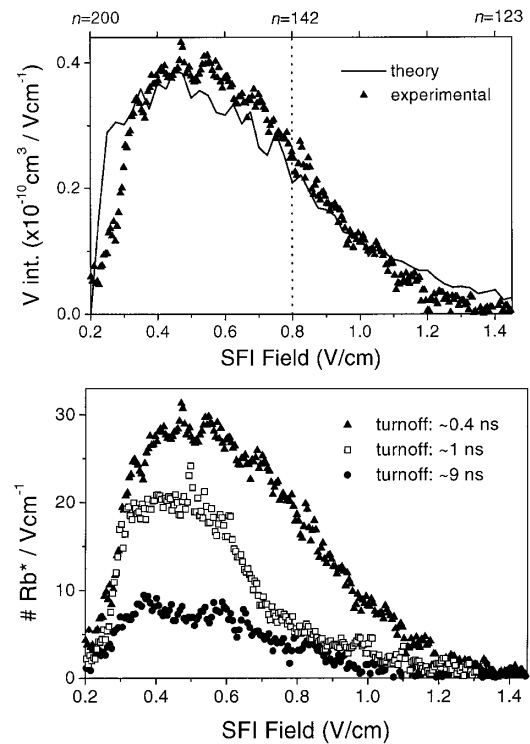 n=200 n=142 n=123
0.4
0.2
0.0
V int. (x10⁻¹⁰cm³ / Vcm⁻¹)
theory
experimental
0.2 0.4 0.6 0.8 1.0 1.2 1.4
SFI Field (V/cm)
30
20
10
0
# Rb* / Vcm⁻¹
turnoff: ~0.4 ns
turnoff: ~1 ns
turnoff: ~9 ns
0.2 0.4 0.6 0.8 1.0 1.2 1.4
SFI Field (V/cm)